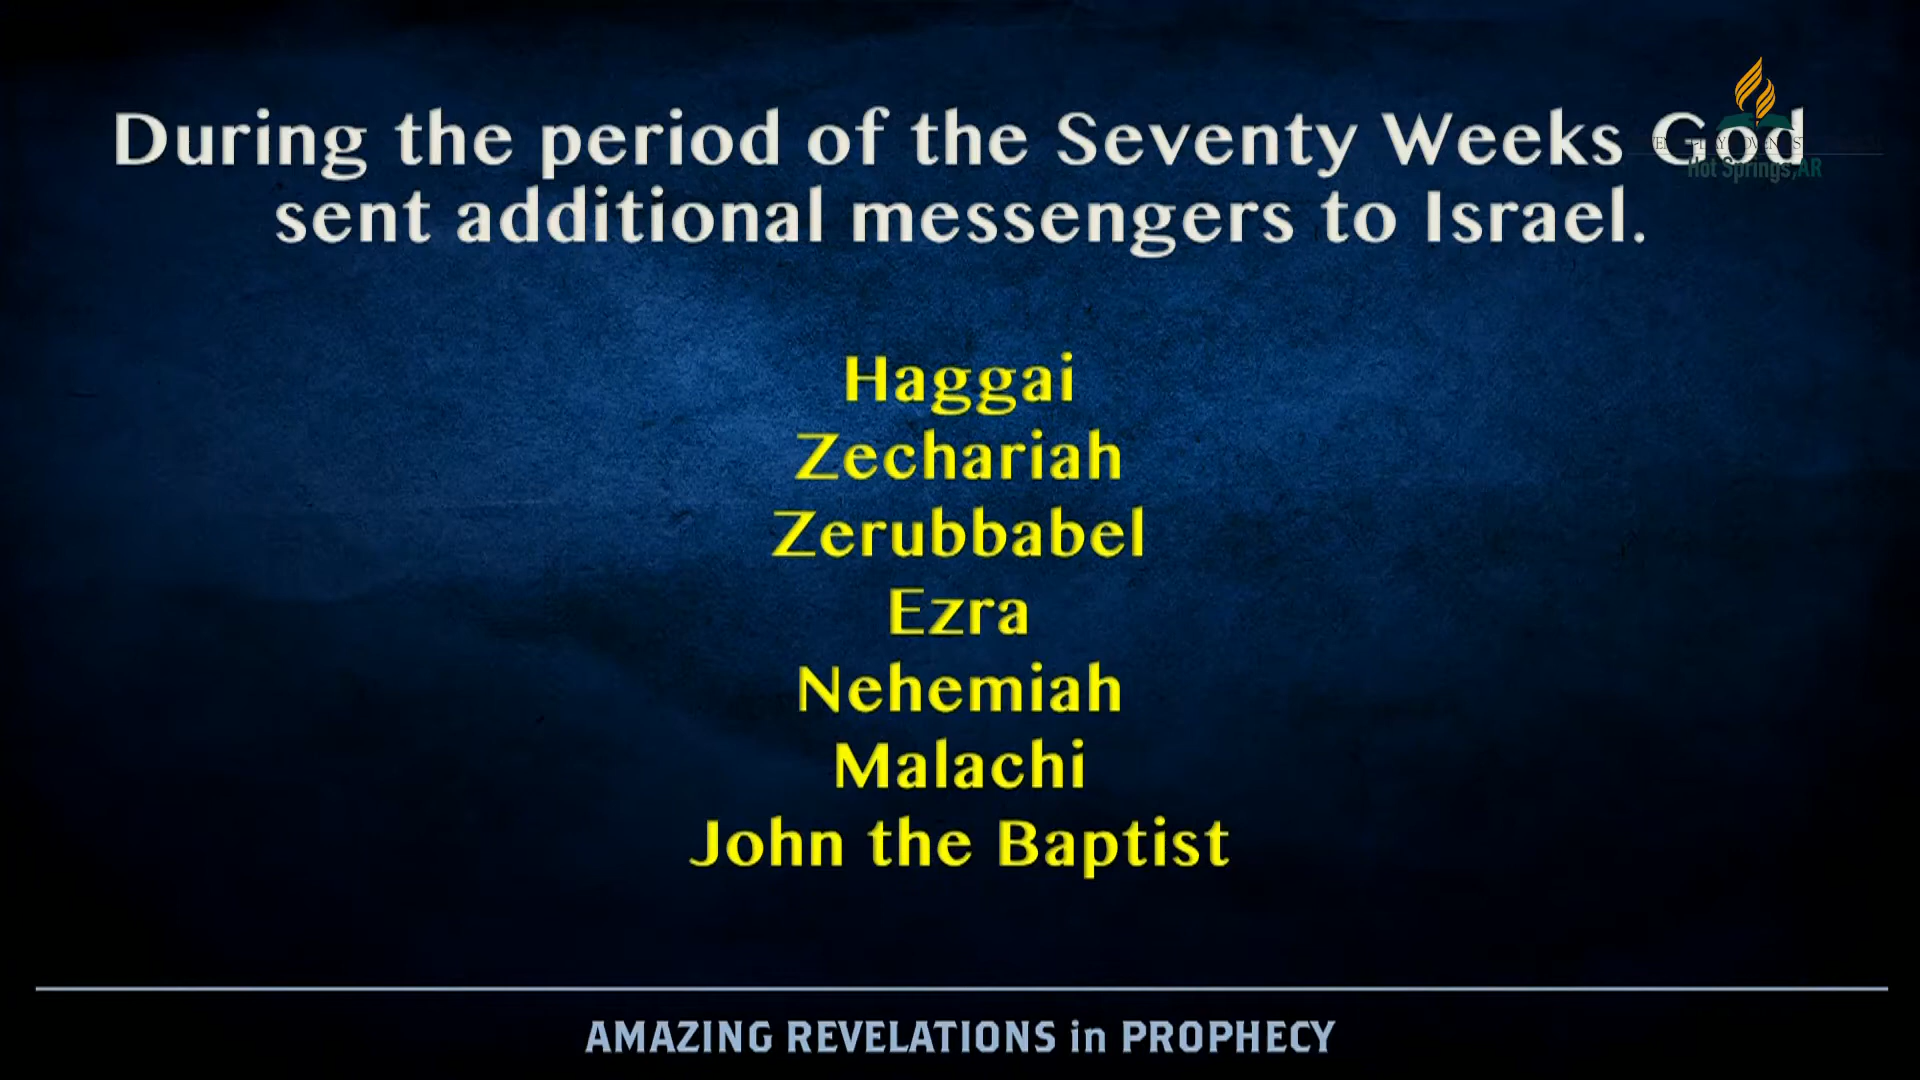 During the period of the Seventy Weeks God
sent additional messengers to Israel.
Hot Springs, AR
Haggai
Zechariah
Zerubbabel
Ezra
Nehemiah
Malachi
John the Baptist
AMAZING REVELATIONS in PROPHECY